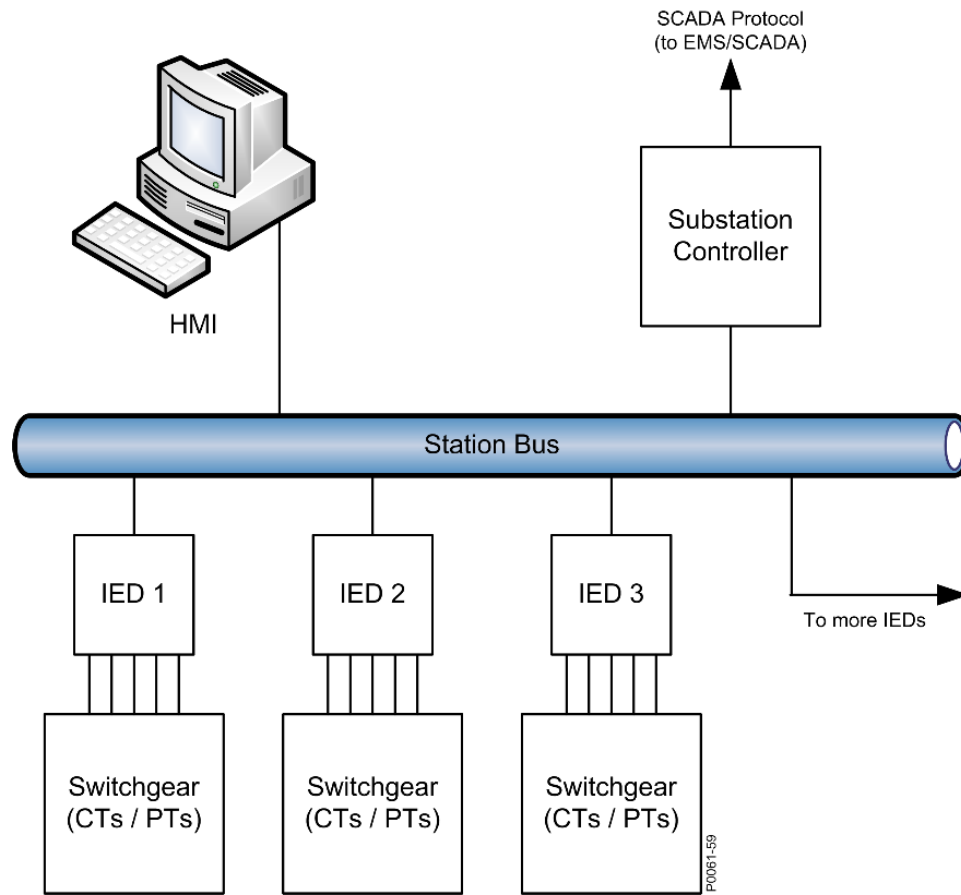 SCADA Protocol
(to EMS/SCADA)
Substation
Controller
HMI
Station Bus
IED 1
IED 2
IED 3
To more IEDs
Switchgear
(CTs / PTs)
Switchgear
(CTs / PTs)
Switchgear
(CTs / PTs)
P0061-59